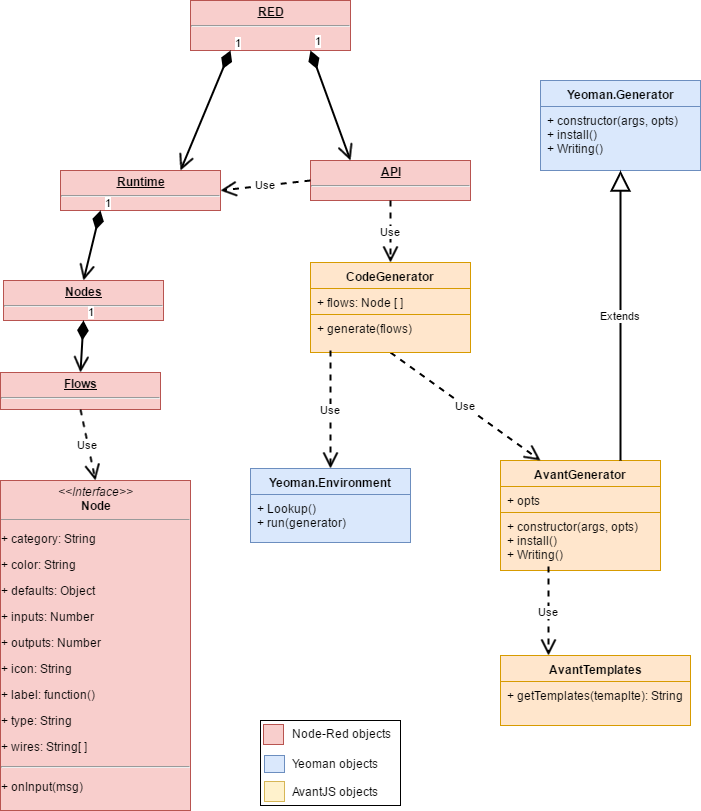 RED
1
1
Yeoman.Generator
+ constructor(args, opts)
+ install()
+ Writing()
Runtime
1
Use
API
Use
Nodes
1
CodeGenerator
+ flows: Node [ ]
+ generate(flows)
Extends
Flows
Use
Use
Use
<<Interface>>
Node
+ category: String
+ color: String
+ defaults: Object
+ inputs: Number
+ outputs: Number
+ icon: String
+ label: function()
+ type: String
+ wires: String[ ]
+ onInput(msg)
Yeoman.Environment
+ Lookup()
+ run(generator)
AvantGenerator
+ opts
+ constructor(args, opts)
+ install()
+ Writing()
Use
AvantTemplates
+ getTemplates(temaplte): String
Node-Red objects
Yeoman objects
AvantJS objects